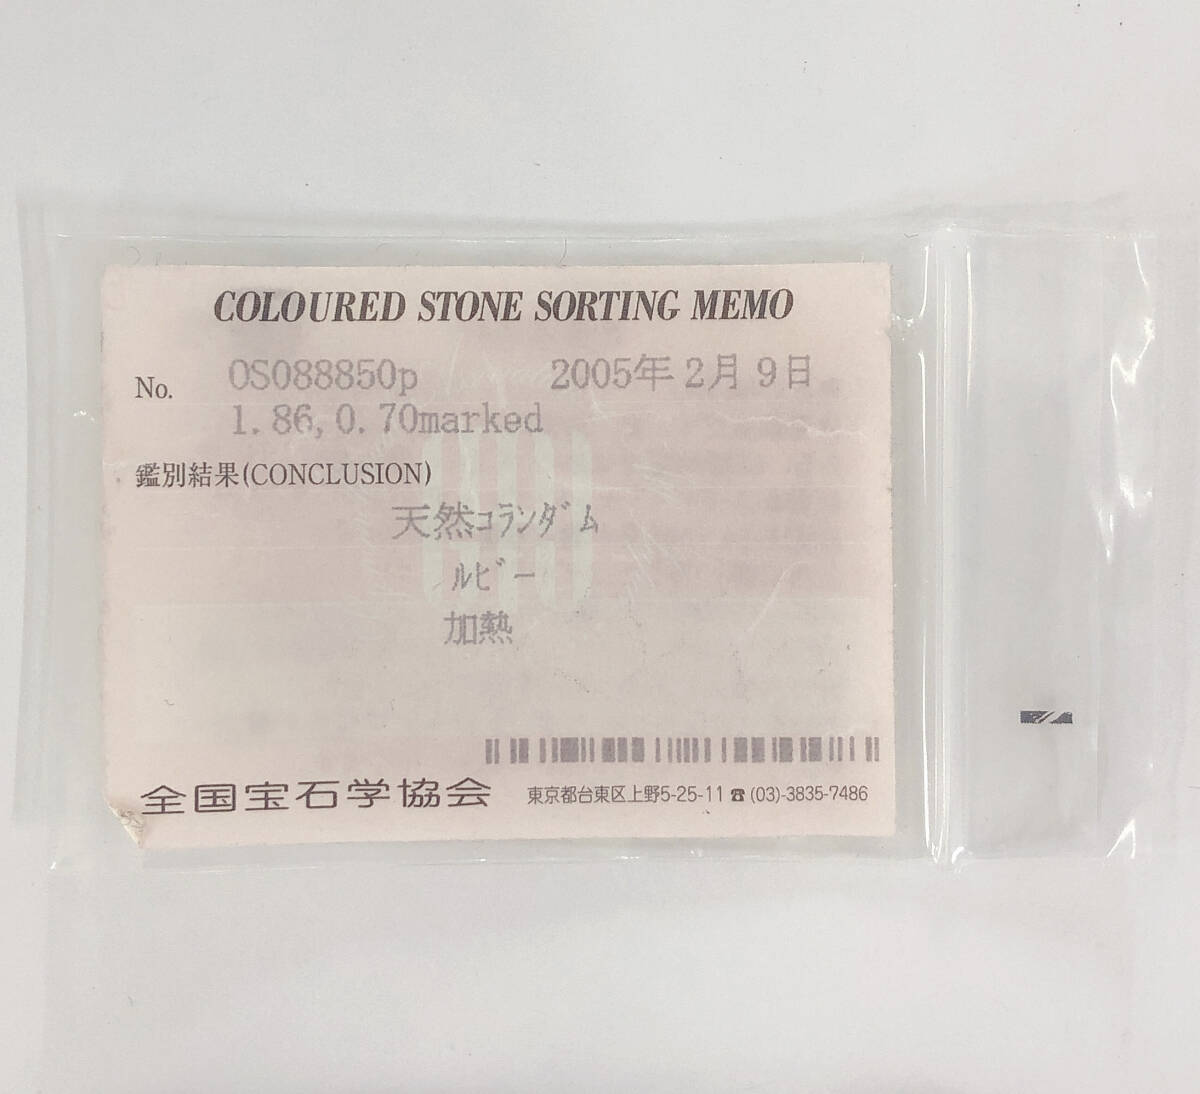 COLOURED STONE SORTING MEMO
No. OS088850p 2005年2月9日
1.86,0.70marked
鑑別結果(CONCLUSION)
天然ｺﾗﾝﾀﾞﾑ
ﾙﾋﾞｰ
加熱
全国宝石学協会 東京都台東区上野5-25-11 ☎ (03)-3835-7486